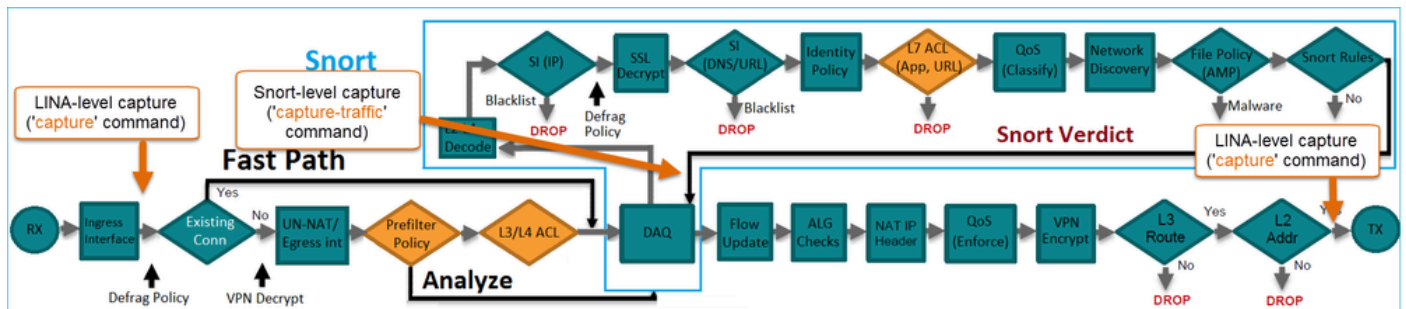 Snort
SI (IP)
SSL
Decrypt
SI
(DNS/URL)
Identity
Policy
L7 ACL
(App, URL)
QoS
(Classify)
Network
Discovery
File Policy
(AMP)
Snort Rules
Blacklist
DROP
Defrag
Policy
Blacklist
DROP
DROP
Malware
DROP
No
LINA-level capture
('capture' command)
Snort-level capture
('capture-traffic'
command)
Decode
Snort Verdict
LINA-level capture
('capture' command)
Fast Path
Yes
RX
Ingress
Interface
Existing
Conn
No
UN-NAT/
Egress int
Prefilter
Policy
L3/L4 ACL
DAQ
Flow
Update
ALG
Checks
NAT IP
Header
QoS
(Enforce)
VPN
Encrypt
L3
Route
Yes
L2
Addr
TX
Defrag Policy
VPN Decrypt
Analyze
No
DROP
No
DROP